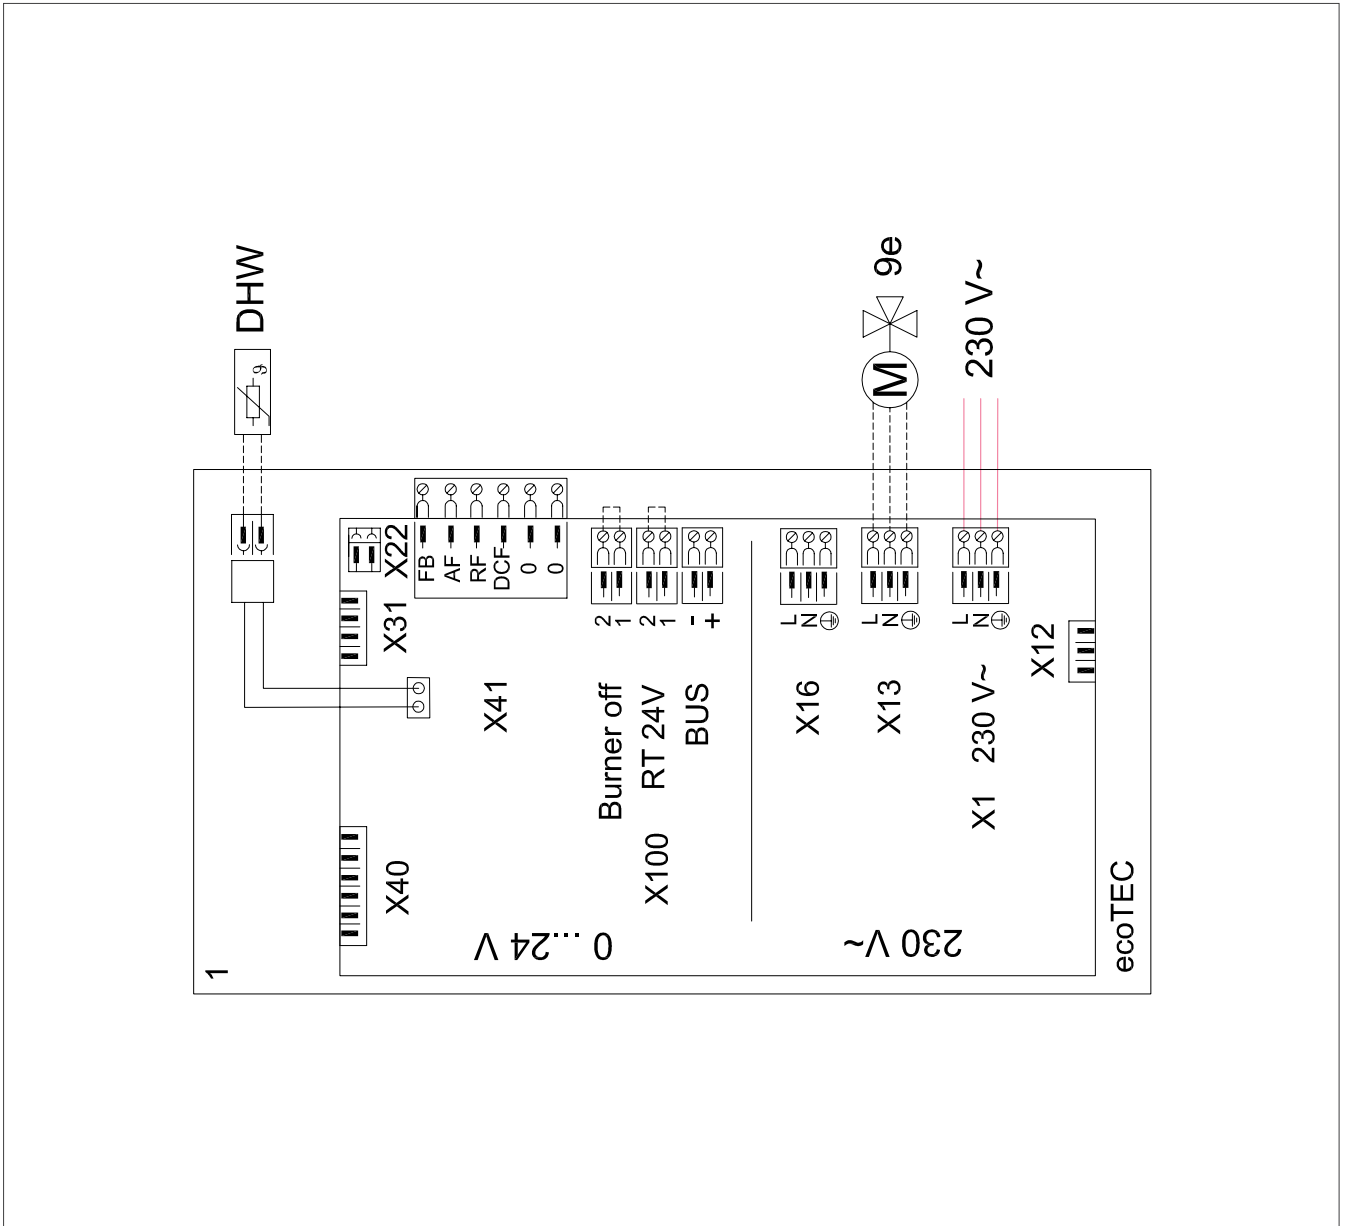 DHW
ϑ
9e
M
230 V~
X22
FB
AF
RF
DCF
0
0
X31
2
1
2
1
-
+
L
N
L
N
L
N
X12
X41
Burner off
RT 24V
BUS
X16
X13
X1 230 V~
X40
X100
0 ...24 V
230 V~
1
ecoTEC